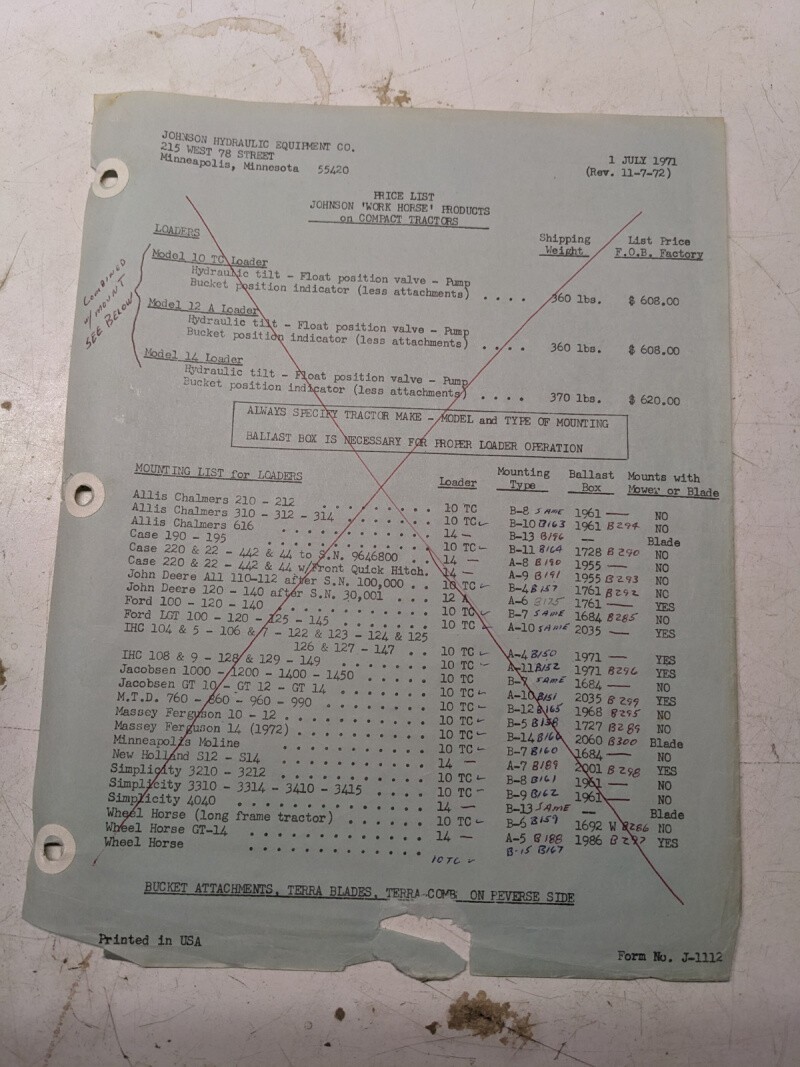 JOHNSON HYDRAULIC EQUIPMENT CO.
215 WEST 78 STREET
Minneapolis, Minnesota 55420
1 JULY 1971
(Rev. 11-7-72)
PRICE LIST
JOHNSON 'WORK HORSE' PRODUCTS
on COMPACT TRACTORS
LOADERS Shipping Weight List Price F.O.B. Factory
COMBINED
w/ MOUNT
SEE BELOW
Model 10 TC Loader
Hydraulic tilt - Float position valve - Pump
Bucket position indicator (less attachments) . . . . 360 lbs. $ 608.00
Model 12 A Loader
Hydraulic tilt - Float position valve - Pump
Bucket position indicator (less attachments) . . . . 360 lbs. $ 608.00
Model 14 Loader
Hydraulic tilt - Float position valve - Pump
Bucket position indicator (less attachments) . . . . 370 lbs. $ 620.00
ALWAYS SPECIFY TRACTOR MAKE - MODEL and TYPE OF MOUNTING
BALLAST BOX IS NECESSARY FOR PROPER LOADER OPERATION
MOUNTING LIST for LOADERS Loader Mounting Type Ballast Box Mounts with Mower or Blade
Allis Chalmers 210 - 212 10 TC B-8 SAME 1961 — NO
Allis Chalmers 310 - 312 - 314 10 TC B-10 B163 1961 B294 NO
Allis Chalmers 616 14 — B-13 B196 — Blade
Case 190 - 195 10 TC B-11 B164 1728 B290 NO
Case 220 & 22 - 442 & 44 to S.N. 9646800 14 — A-8 B190 1955 — NO
Case 220 & 22 - 442 & 44 w/Front Quick Hitch. 14 — A-9 B191 1955 B293 NO
John Deere All 110-112 after S.N. 100,000 . . 10 TC B-4 B157 1761 B292 NO
John Deere 120 - 140 after S.N. 30,001 . . . 12 A A-6 1761 — YES
Ford 100 - 120 - 140 10 TC B-7 SAME 1684 B285 NO
Ford LGT 100 - 120 - 125 - 145 10 TC A-10 SAME 2035 — YES
IHC 104 & 5 - 106 & 7 - 122 & 123 - 124 & 125
126 & 127 - 147 . . 10 TC A-4 B150 1971 — YES
IHC 108 & 9 - 128 & 129 - 149 10 TC A-11 B152 1971 B296 YES
Jacobsen 1000 - 1200 - 1400 - 1450 10 TC B-7 SAME 1684 — NO
Jacobsen GT 10 - GT 12 - GT 14 10 TC A-10 B151 2035 B299 YES
M.T.D. 760 - 860 - 960 - 990 10 TC B-12 B165 1968 B295 NO
Massey Ferguson 10 - 12 10 TC B-5 B158 1727 B289 NO
Massey Ferguson 14 (1972) 10 TC B-14 B166 2060 B300 Blade
Minneapolis Moline 10 TC B-7 B160 1684 — NO
New Holland S12 - S14 14 — A-7 B189 2001 B298 YES
Simplicity 3210 - 3212 10 TC B-8 B161 1961 — NO
Simplicity 3310 - 3314 - 3410 - 3415 10 TC B-9 B162 1961 — NO
Simplicity 4040 14 — B-13 SAME — Blade
Wheel Horse (long frame tractor) 10 TC B-6 B159 1692 W B286 NO
Wheel Horse GT-14 14 — A-5 B188 1986 B297 YES
Wheel Horse 10 TC B-15 B167
BUCKET ATTACHMENTS, TERRA BLADES, TERRA-COMB, ON REVERSE SIDE
Printed in USA
Form No. J-1112